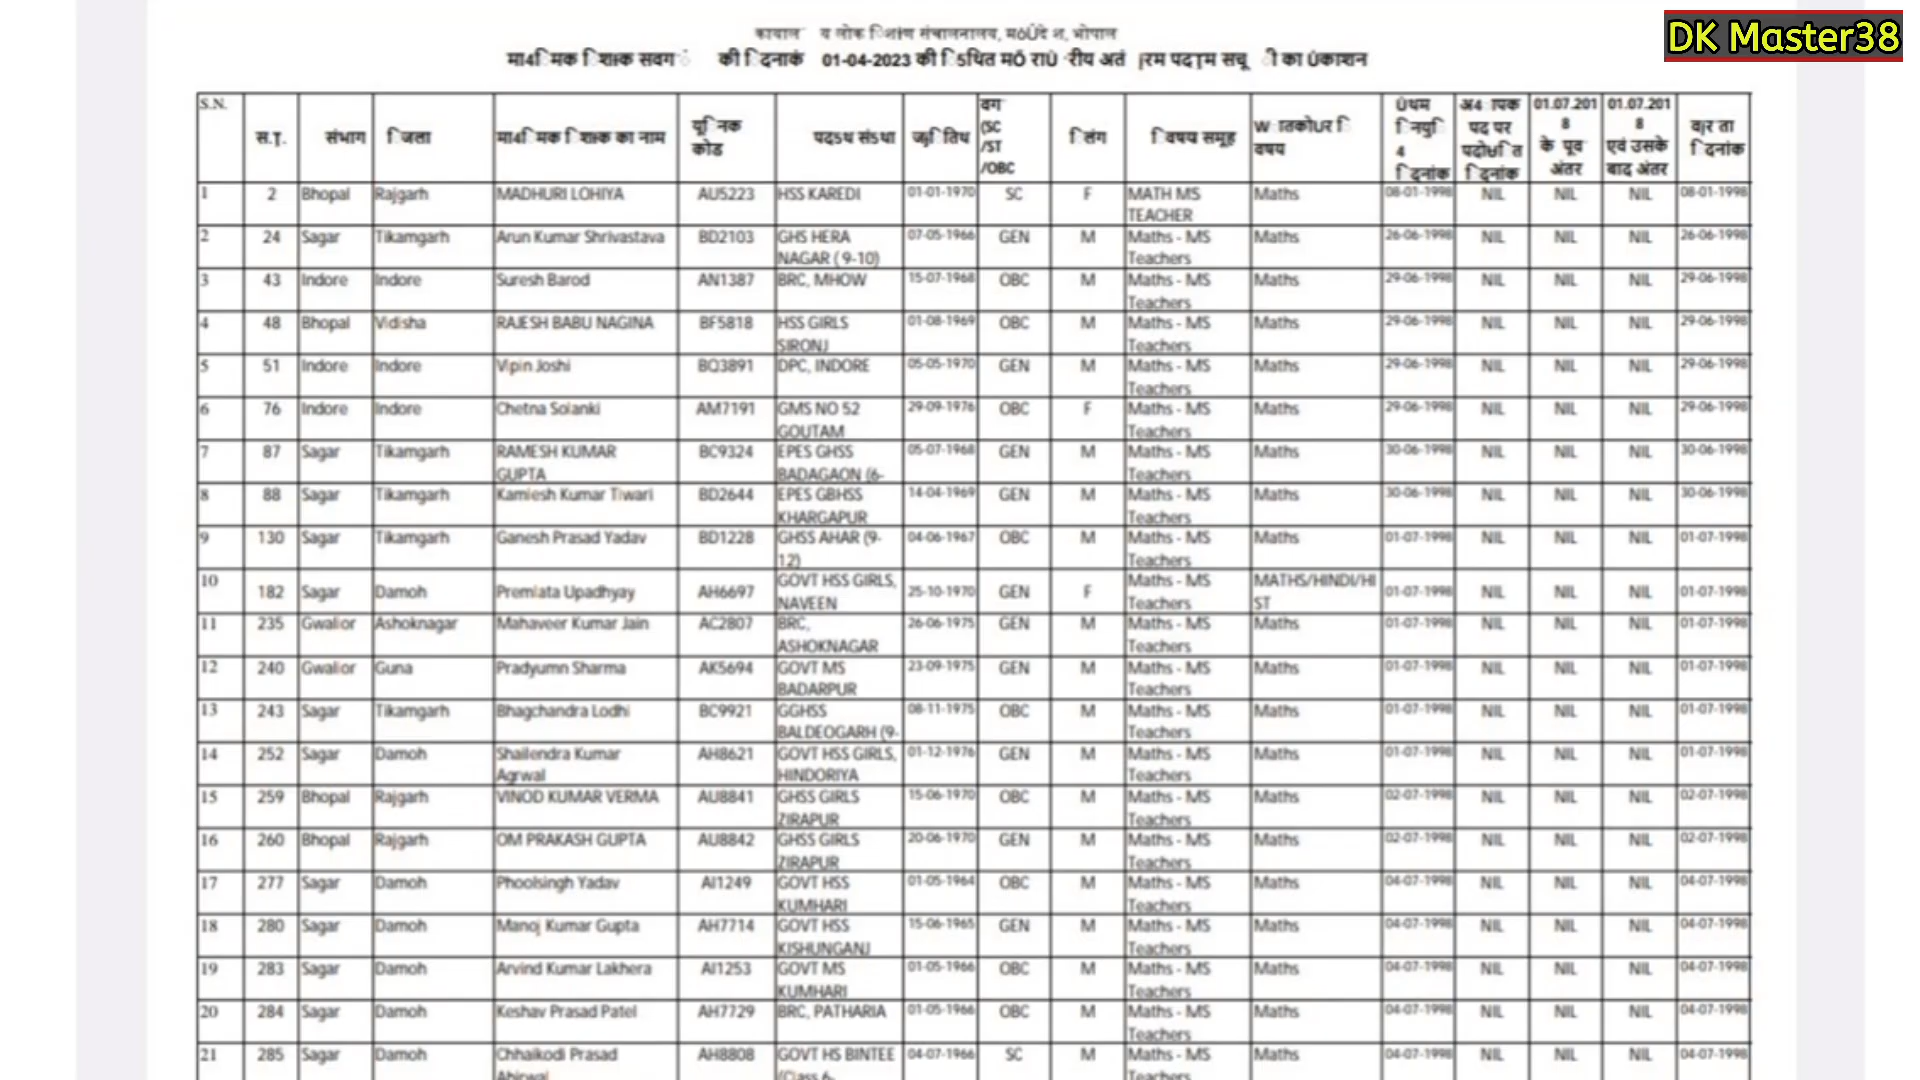 DK Master38
कार्याल य लोक शिक्षण संचालनालय, भोपाल
01-04-2023 की
S.N. संभाग जिला कोड विषय समूह
01.07.2018 के पूर्व अंतर 01.07.2018 एवं उसके बाद अंतर
(SC /ST /OBC
1 2 Bhopal Rajgarh MADHURI LOHIYA AU5223 HSS KAREDI 01-01-1970 SC F MATH MS TEACHER Maths 08-01-1998 NIL NIL NIL 08-01-1998
2 24 Sagar Tikamgarh Arun Kumar Shrivastava BD2103 GHS HERA NAGAR ( 9-10) 07-05-1966 GEN M Maths - MS Teachers Maths 26-06-1998 NIL NIL NIL 26-06-1998
3 43 Indore Indore Suresh Barod AN1387 BRC, MHOW 15-07-1968 OBC M Maths - MS Teachers Maths 29-06-1998 NIL NIL NIL 29-06-1998
4 48 Bhopal Vidisha RAJESH BABU NAGINA BF5818 HSS GIRLS SIRONJ 01-08-1969 OBC M Maths - MS Teachers Maths 29-06-1998 NIL NIL NIL 29-06-1998
5 51 Indore Indore Vipin Joshi BQ3891 DPC, INDORE 05-05-1970 GEN M Maths - MS Teachers Maths 29-06-1998 NIL NIL NIL 29-06-1998
6 76 Indore Indore Chetna Solanki AM7191 GMS NO 52 GOUTAM 29-09-1976 OBC F Maths - MS Teachers Maths 29-06-1998 NIL NIL NIL 29-06-1998
7 87 Sagar Tikamgarh RAMESH KUMAR GUPTA BC9324 EPES GHSS BADAGAON (6- 05-07-1968 GEN M Maths - MS Teachers Maths 30-06-1998 NIL NIL NIL 30-06-1998
8 88 Sagar Tikamgarh Kamlesh Kumar Tiwari BD2644 EPES GBHSS KHARGAPUR 14-04-1969 GEN M Maths - MS Teachers Maths 30-06-1998 NIL NIL NIL 30-06-1998
9 130 Sagar Tikamgarh Ganesh Prasad Yadav BD1228 GHSS AHAR (9-12) 04-06-1967 OBC M Maths - MS Teachers Maths 01-07-1998 NIL NIL NIL 01-07-1998
10 182 Sagar Damoh Premlata Upadhyay AH6697 GOVT HSS GIRLS, NAVEEN 25-10-1970 GEN F Maths - MS Teachers MATHS/HINDI/HIST 01-07-1998 NIL NIL NIL 01-07-1998
11 235 Gwalior Ashoknagar Mahaveer Kumar Jain AC2807 BRC, ASHOKNAGAR 26-06-1975 GEN M Maths - MS Teachers Maths 01-07-1998 NIL NIL NIL 01-07-1998
12 240 Gwalior Guna Pradyumn Sharma AK5694 GOVT MS BADARPUR 23-09-1975 GEN M Maths - MS Teachers Maths 01-07-1998 NIL NIL NIL 01-07-1998
13 243 Sagar Tikamgarh Bhagchandra Lodhi BC9921 GGHSS BALDEOGARH (9- 08-11-1975 OBC M Maths - MS Teachers Maths 01-07-1998 NIL NIL NIL 01-07-1998
14 252 Sagar Damoh Shailendra Kumar Agrwal AH8621 GOVT HSS GIRLS, HINDORIYA 01-12-1976 GEN M Maths - MS Teachers Maths 01-07-1998 NIL NIL NIL 01-07-1998
15 259 Bhopal Rajgarh VINOD KUMAR VERMA AU8841 GHSS GIRLS ZIRAPUR 15-06-1970 OBC M Maths - MS Teachers Maths 02-07-1998 NIL NIL NIL 02-07-1998
16 260 Bhopal Rajgarh OM PRAKASH GUPTA AU8842 GHSS GIRLS ZIRAPUR 20-06-1970 GEN M Maths - MS Teachers Maths 02-07-1998 NIL NIL NIL 02-07-1998
17 277 Sagar Damoh Phoolsingh Yadav AI1249 GOVT HSS KUMHARI 01-05-1964 OBC M Maths - MS Teachers Maths 04-07-1998 NIL NIL NIL 04-07-1998
18 280 Sagar Damoh Manoj Kumar Gupta AH7714 GOVT HSS KISHUNGANJ 15-06-1965 GEN M Maths - MS Teachers Maths 04-07-1998 NIL NIL NIL 04-07-1998
19 283 Sagar Damoh Arvind Kumar Lakhera AI1253 GOVT MS KUMHARI 01-05-1966 OBC M Maths - MS Teachers Maths 04-07-1998 NIL NIL NIL 04-07-1998
20 284 Sagar Damoh Keshav Prasad Patel AH7729 BRC, PATHARIA 01-05-1966 OBC M Maths - MS Teachers Maths 04-07-1998 NIL NIL NIL 04-07-1998
21 285 Sagar Damoh Chhaikodi Prasad AH8808 GOVT HS BINTEE 04-07-1966 SC M Maths - MS Teachers Maths 04-07-1998 NIL NIL NIL 04-07-1998